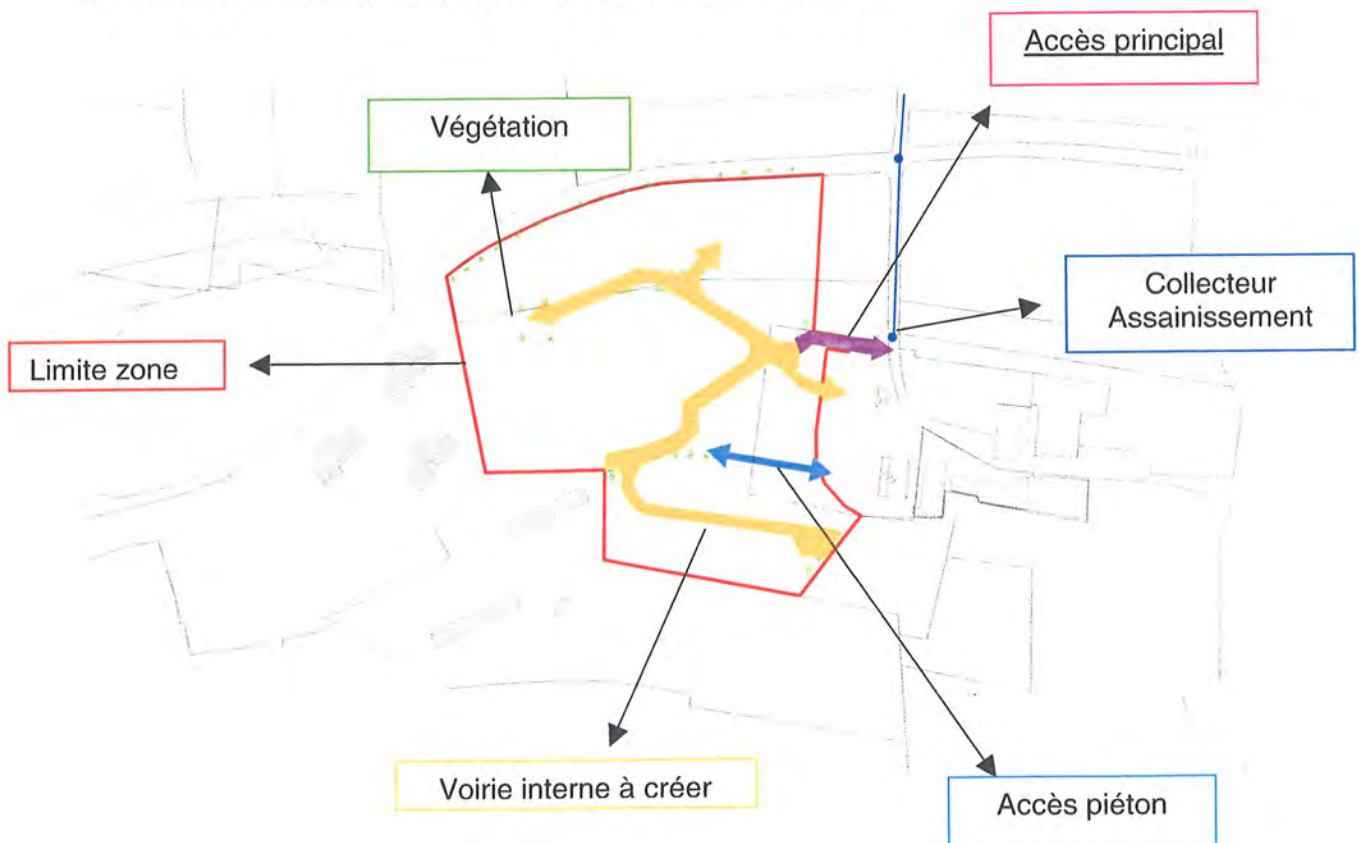 Accès principal
Végétation
Collecteur
Assainissement
Limite zone
Voirie interne à créer
Accès piéton